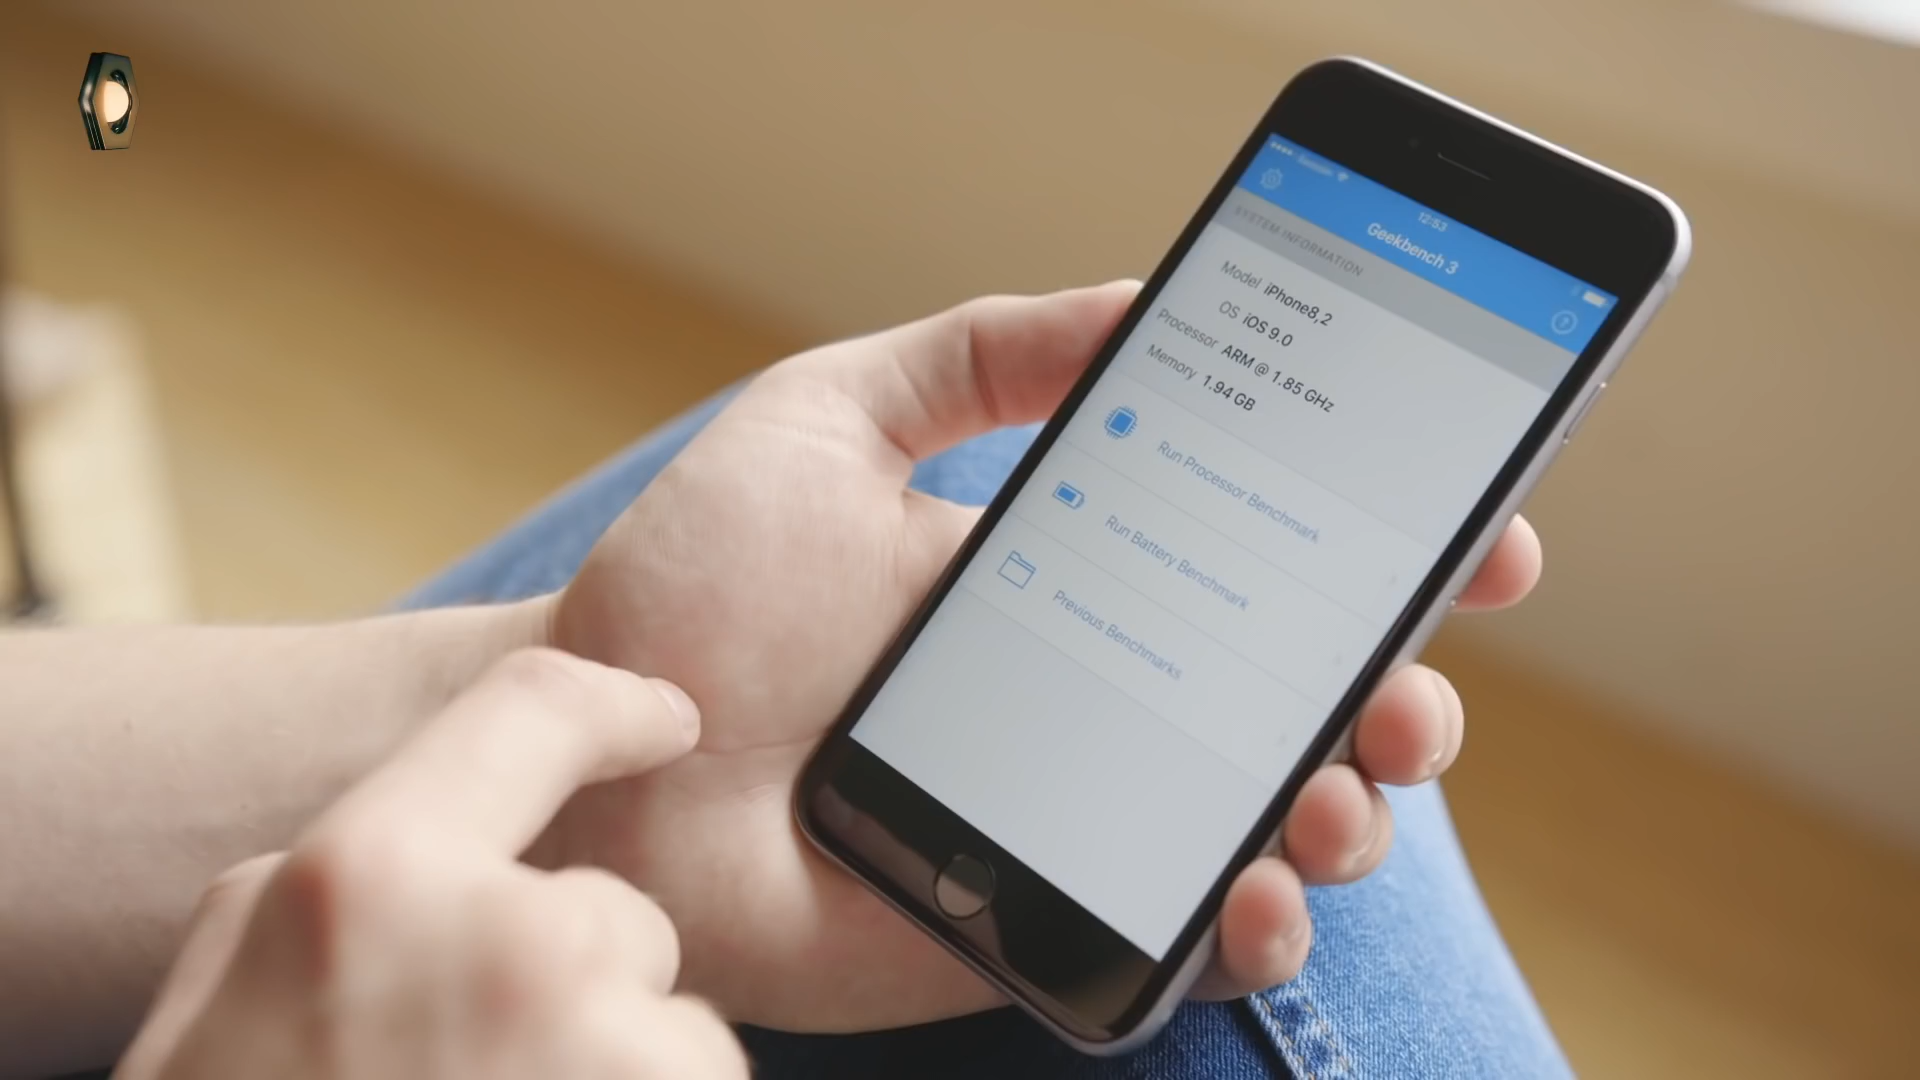 12:53
Geekbench 3
SYSTEM INFORMATION
Model iPhone8,2
OS iOS 9.0
Processor ARM @ 1.85 GHz
Memory 1.94 GB
Run Processor Benchmark
Run Battery Benchmark
Previous Benchmarks